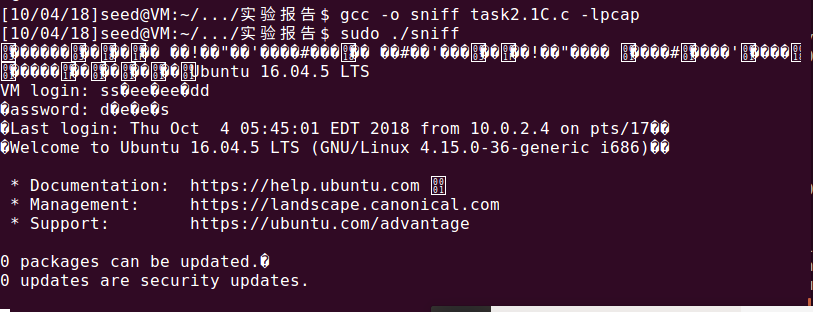 [10/04/18]seed@VM:~/.../实验报告$ gcc -o sniff task2.1C.c -lpcap
[10/04/18]seed@VM:~/.../实验报告$ sudo ./sniff
Ubuntu 16.04.5 LTS
VM login: ss�ee�ee�dd
�assword: d�e�e�s
�Last login: Thu Oct  4 05:45:01 EDT 2018 from 10.0.2.4 on pts/17��
�Welcome to Ubuntu 16.04.5 LTS (GNU/Linux 4.15.0-36-generic i686)��
* Documentation:  https://help.ubuntu.com
* Management:     https://landscape.canonical.com
* Support:        https://ubuntu.com/advantage
0 packages can be updated.�
0 updates are security updates.